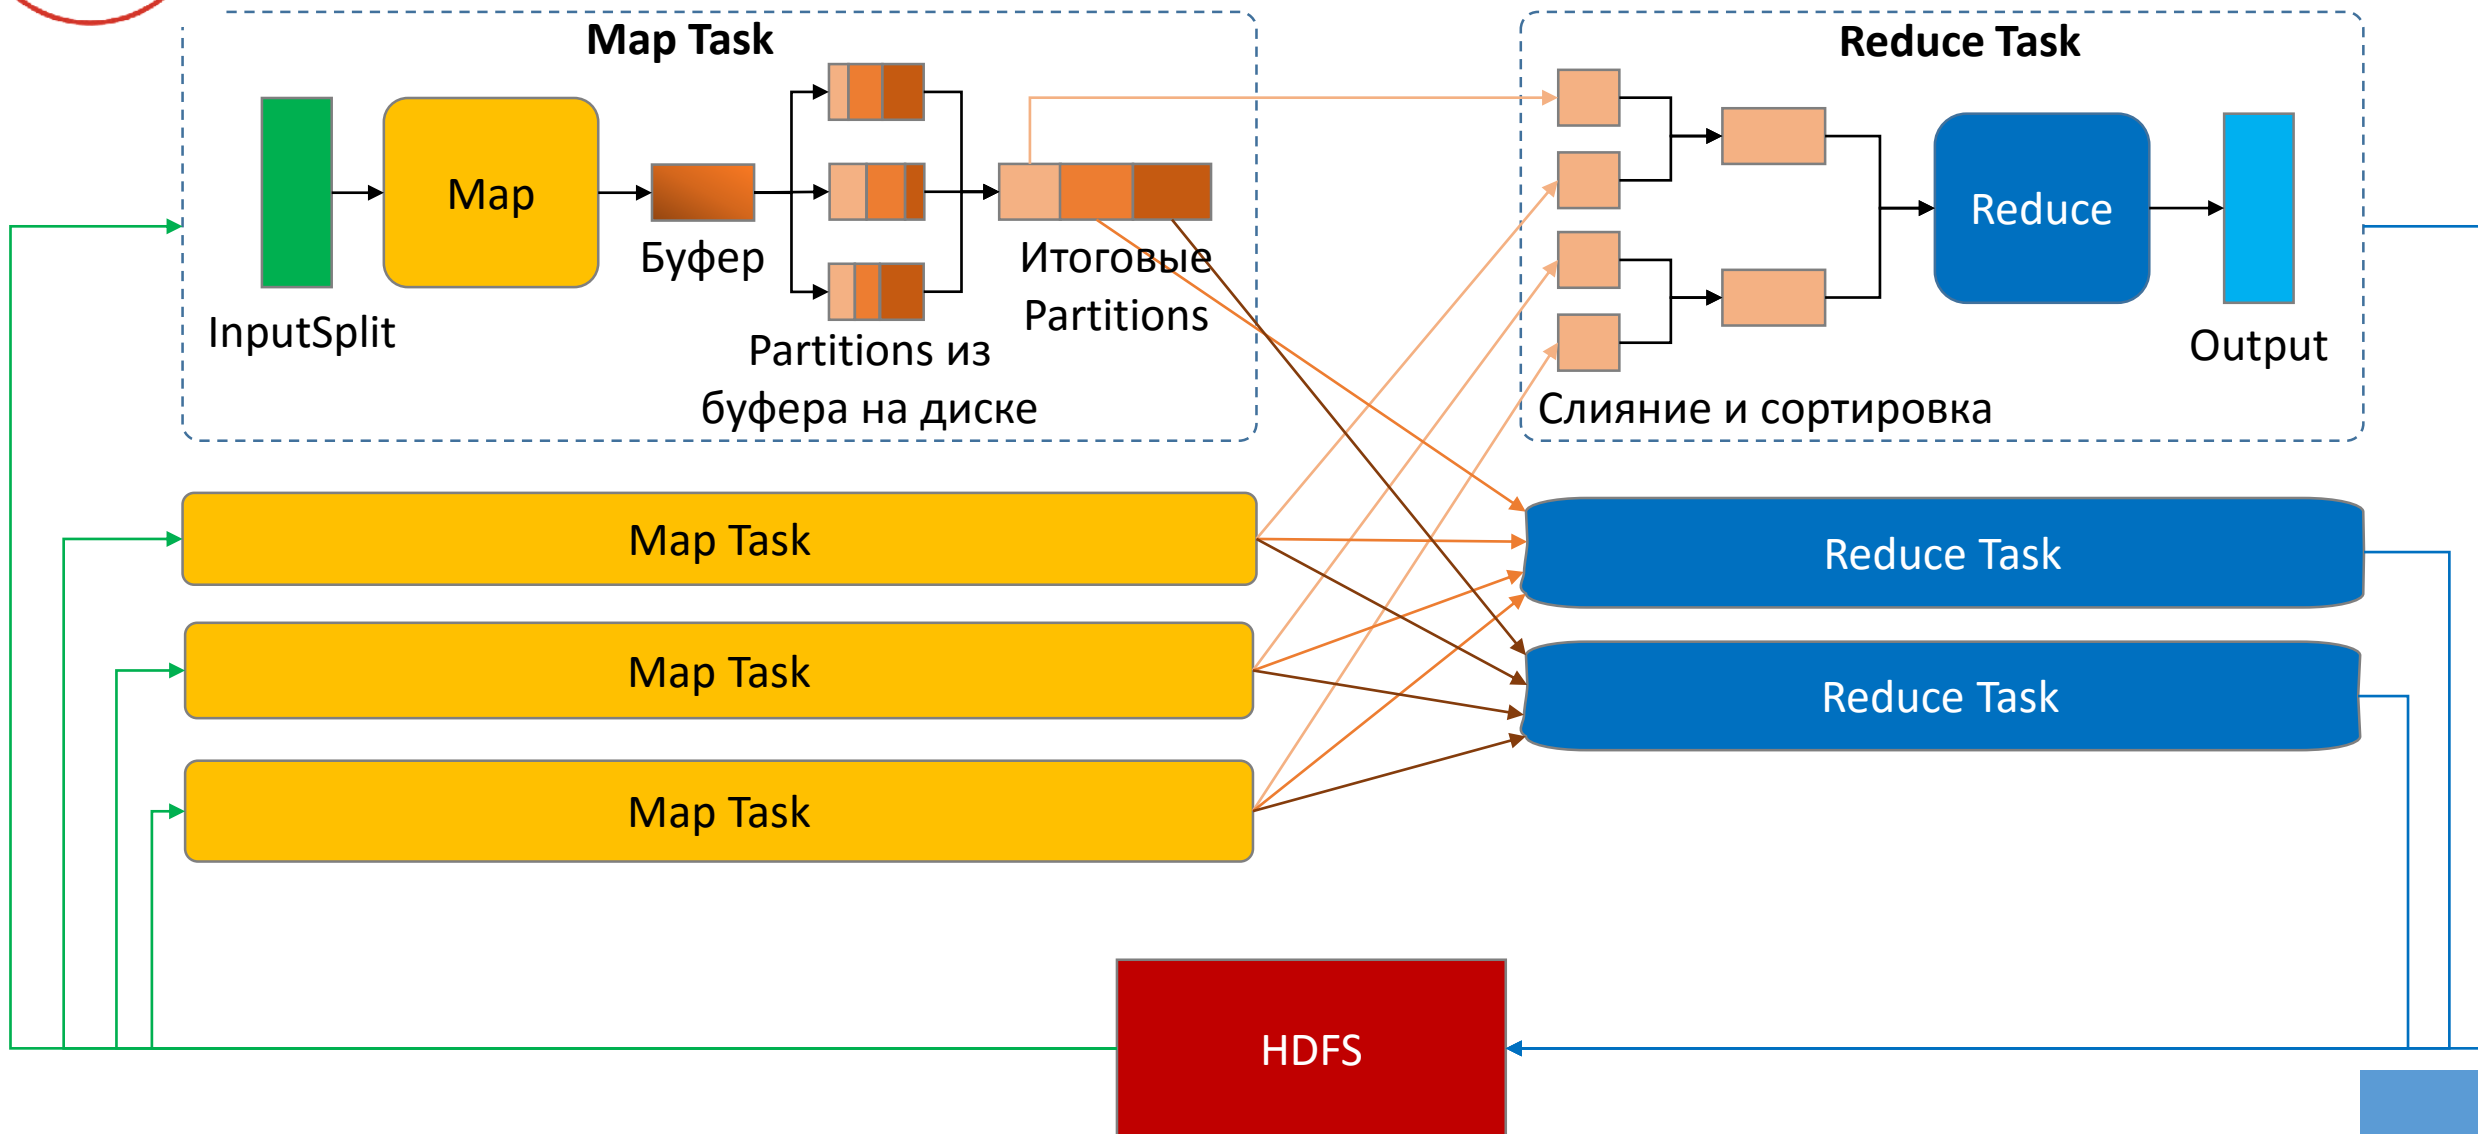 Map Task
Reduce Task
Map
Буфер
InputSplit
Partitions из
буфера на диске
Итоговые
Partitions
Reduce
Output
Слияние и сортировка
Map Task
Reduce Task
Map Task
Reduce Task
Map Task
HDFS